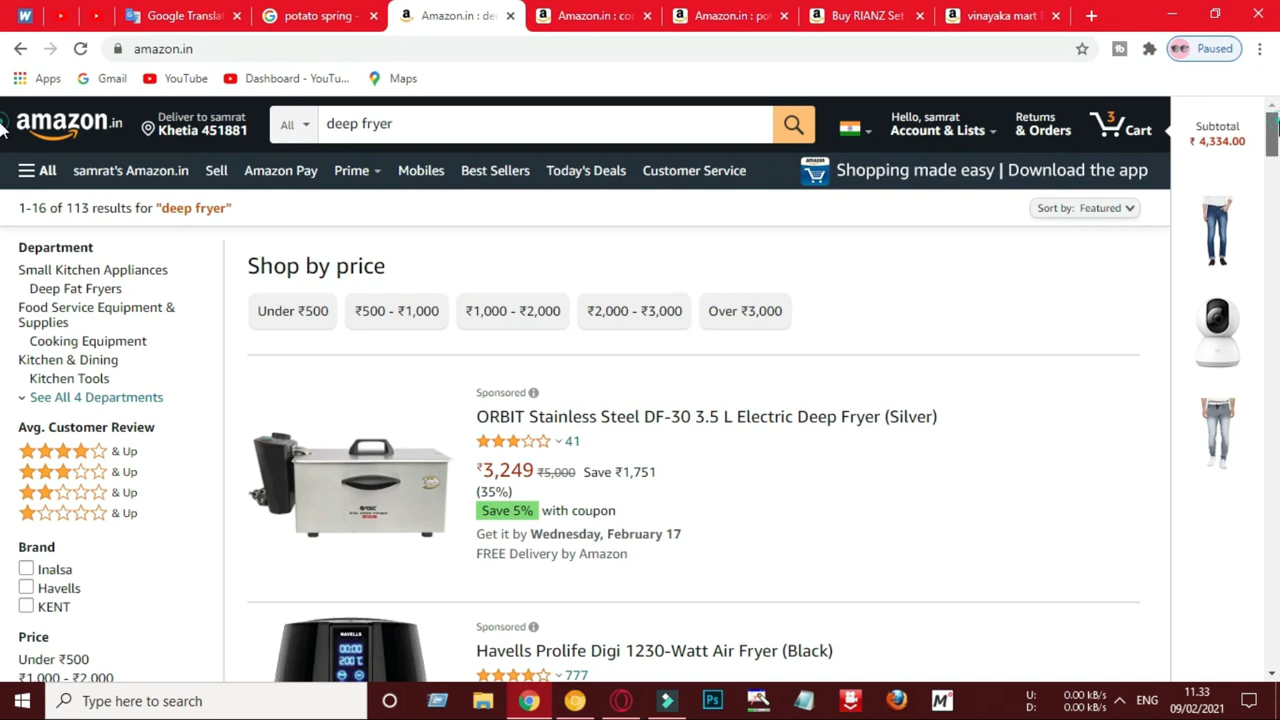 Google Translat
potato spring -
Amazon.in : de
Amazon.in : co
Amazon.in : po
Buy RIANZ Set
vinayaka mart
amazon.in
Paused
Apps
Gmail
YouTube
Dashboard - YouTu...
Maps
amazon.in
Deliver to samrat
Khetia 451881
All
deep fryer
Hello, samrat
Account & Lists
Returns
& Orders
3
Cart
Subtotal
₹ 4,334.00
All
samrat's Amazon.in
Sell
Amazon Pay
Prime
Mobiles
Best Sellers
Today's Deals
Customer Service
amazon
Shopping made easy | Download the app
1-16 of 113 results for "deep fryer"
Sort by: Featured
Department
Small Kitchen Appliances
Deep Fat Fryers
Food Service Equipment &
Supplies
Cooking Equipment
Kitchen & Dining
Kitchen Tools
See All 4 Departments
Avg. Customer Review
& Up
& Up
& Up
& Up
Brand
Inalsa
Havells
KENT
Price
Under ₹500
₹1,000 - ₹2,000
Shop by price
Under ₹500
₹500 - ₹1,000
₹1,000 - ₹2,000
₹2,000 - ₹3,000
Over ₹3,000
Sponsored
ORBIT Stainless Steel DF-30 3.5 L Electric Deep Fryer (Silver)
41
₹3,249 ₹5,000 Save ₹1,751
(35%)
Save 5% with coupon
Get it by Wednesday, February 17
FREE Delivery by Amazon
Sponsored
Havells Prolife Digi 1230-Watt Air Fryer (Black)
777
HAVELLS
00:00
200°C
Type here to search
Ps
U: 0.00 kB/s
D: 0.00 kB/s
ENG
11.33
09/02/2021